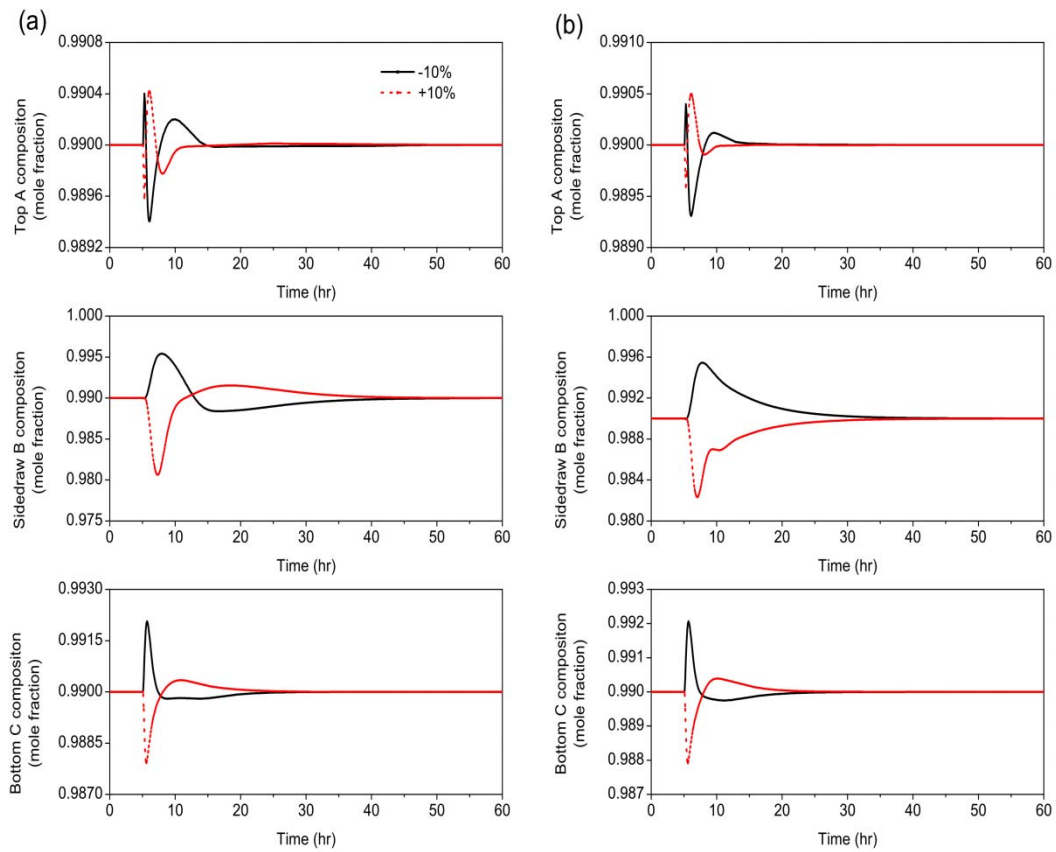 (a)
0.9908
0.9904
0.9900
0.9896
0.9892
Top A compositon
(mole fraction)
-10%
+10%
0 10 20 30 40 50 60
Time (hr)
1.000
0.995
0.990
0.985
0.980
0.975
Sidedraw B compositon
(mole fraction)
0 10 20 30 40 50 60
Time (hr)
0.9930
0.9915
0.9900
0.9885
0.9870
Bottom C compositon
(mole fraction)
0 10 20 30 40 50 60
Time (hr)
(b)
0.9910
0.9905
0.9900
0.9895
0.9890
Top A compositon
(mole fraction)
0 10 20 30 40 50 60
Time (hr)
1.000
0.996
0.992
0.988
0.984
0.980
Sidedraw B compositon
(mole fraction)
0 10 20 30 40 50 60
Time (hr)
0.993
0.992
0.991
0.990
0.989
0.988
0.987
Bottom C compositon
(mole fraction)
0 10 20 30 40 50 60
Time (hr)